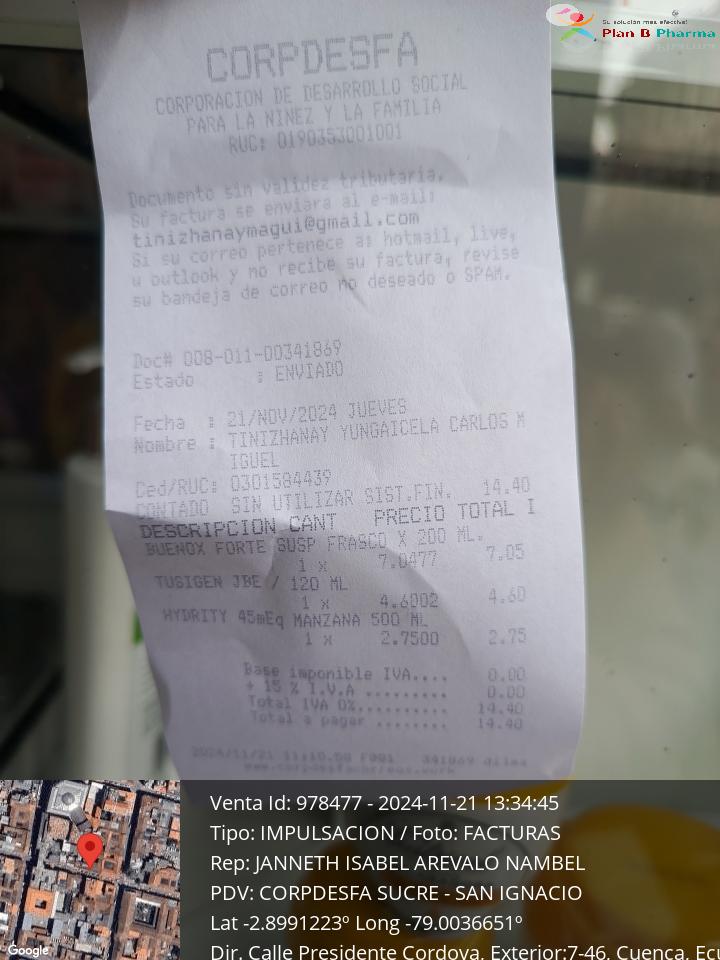 Su solución más efectiva!
Plan B Pharma
CORPDESFA
CORPORACION DE DESARROLLO SOCIAL
PARA LA NINEZ Y LA FAMILIA
RUC: 0190353001001
Documento sin validez tributaria.
Su factura se enviara al e-mail:
tinizhanaymagui@gmail.com
Si su correo pertenece a: hotmail, live,
u outlook y no recibe su factura, revise
su bandeja de correo no deseado o SPAM.
Doc# 008-011-00341869
Estado : ENVIADO
Fecha : 21/NOV/2024 JUEVES
Nombre : TINIZHANAY YUNGAICELA CARLOS M
IGUEL
Ced/RUC: 0301584439
CONTADO SIN UTILIZAR SIST.FIN. 14.40
DESCRIPCION CANT PRECIO TOTAL I
BUENOX FORTE SUSP FRASCO X 200 ML.
1 x 7.0477 7.05
TUSIGEN JBE / 120 ML
1 x 4.6002 4.60
HYDRITY 45mEq MANZANA 500 ML
1 x 2.7500 2.75
Base imponible IVA.... 0.00
+ 15 % I.V.A ......... 0.00
Total IVA 0%.......... 14.40
Total a pagar ........ 14.40
2024/11/21 F001 341869
Venta Id: 978477 - 2024-11-21 13:34:45
Tipo: IMPULSACION / Foto: FACTURAS
Rep: JANNETH ISABEL AREVALO NAMBEL
PDV: CORPDESFA SUCRE - SAN IGNACIO
Lat -2.8991223º Long -79.0036651º
Dir. Calle Presidente Cordova, Exterior;7-46, Cuenca, Ecu
Google